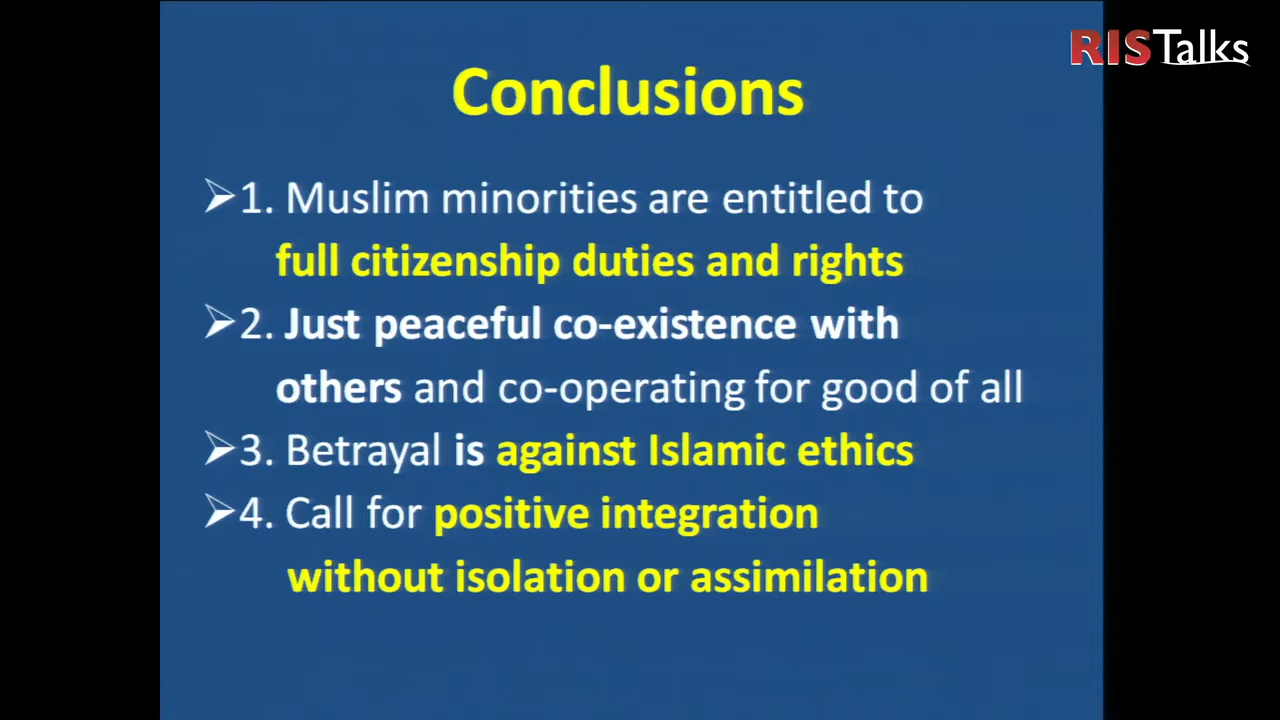 RISTalks
Conclusions
➢1. Muslim minorities are entitled to
full citizenship duties and rights
➢2. Just peaceful co-existence with
others and co-operating for good of all
➢3. Betrayal is against Islamic ethics
➢4. Call for positive integration
without isolation or assimilation